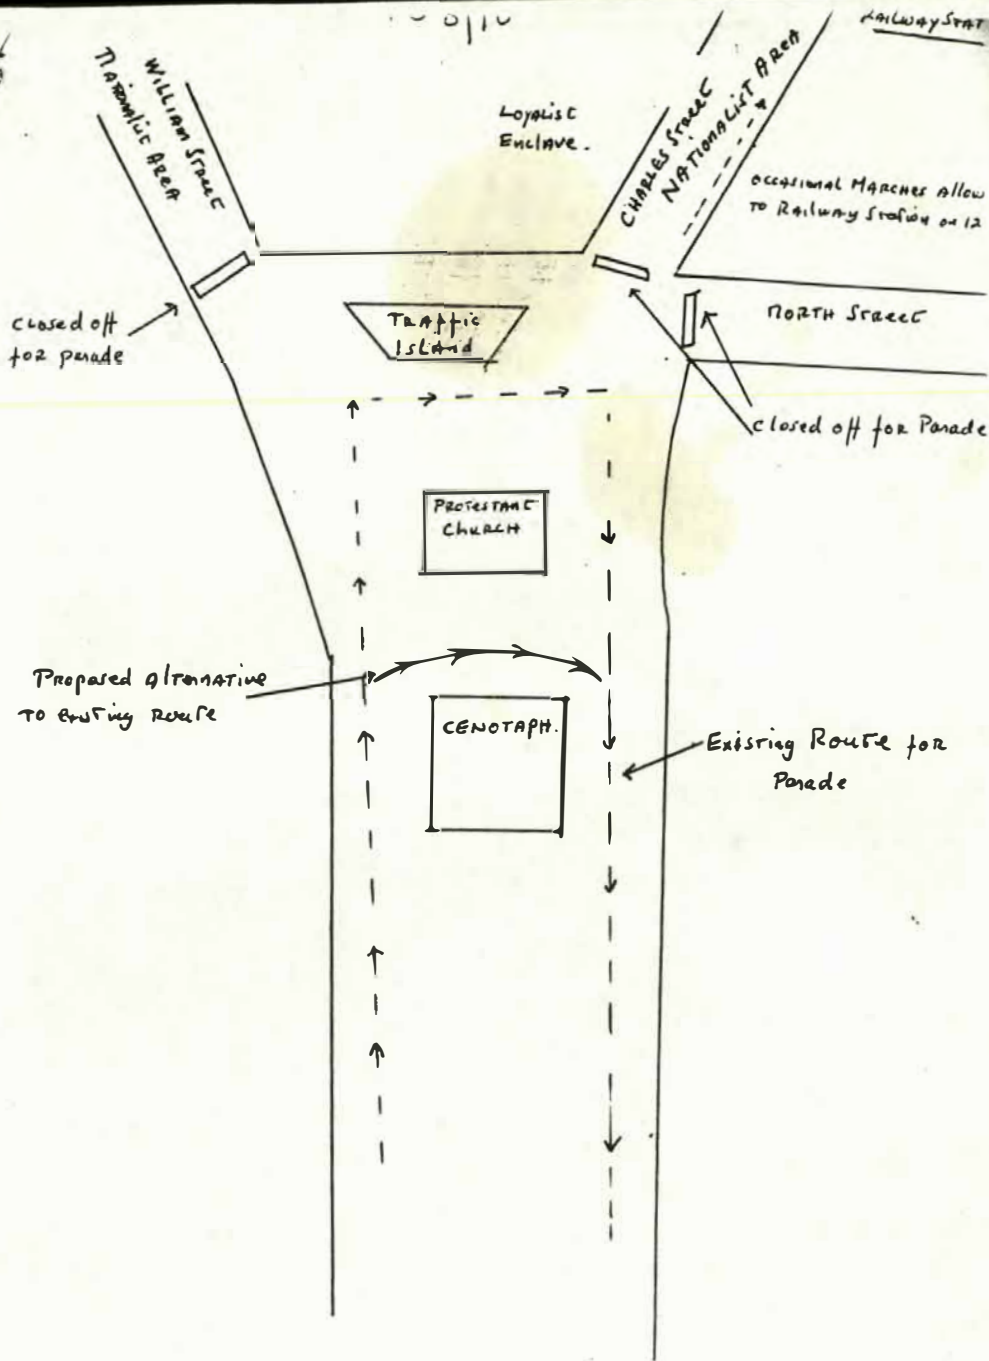 RAILWAY STAT
WILLIAM STREET
NATIONALIST AREA
LOYALIST
ENCLAVE.
CHARLES STREET
NATIONALIST AREA
OCCASIONAL MARCHES Allow
TO RAILWAY STATION on 12
NORTH STREET
TRAffic
ISLAnd
closed off
for parade
closed off for Parade
PROTESTANT
CHURCH
Proposed Alternative
TO Existing Route
CENOTAPH.
Existing Route for
Parade